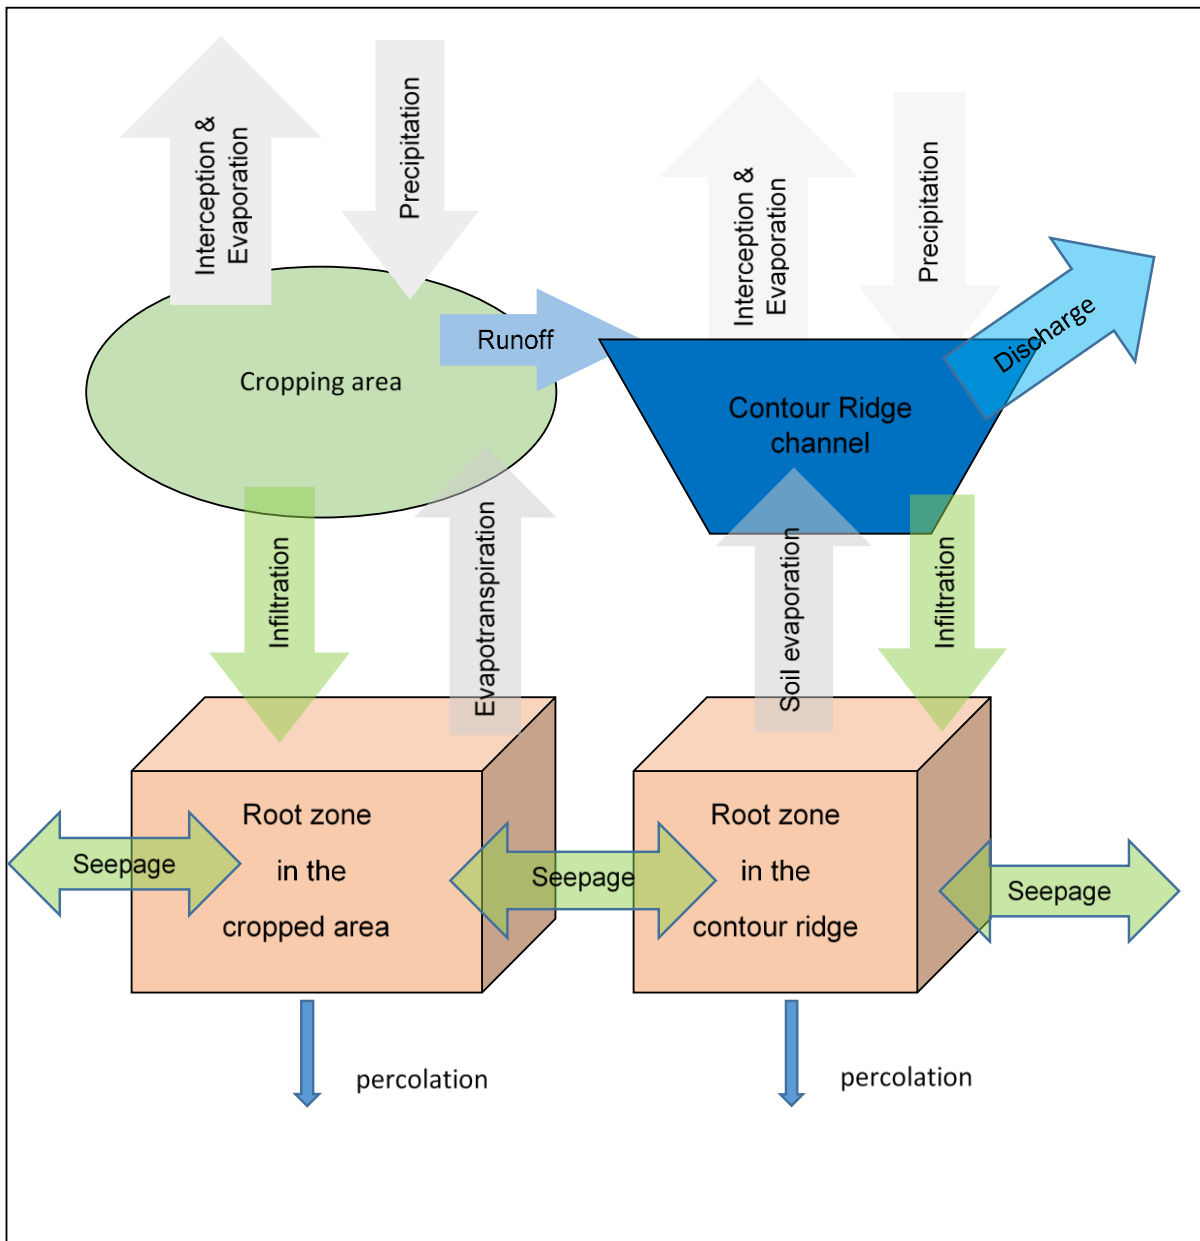 Interception &
Evaporation
Precipitation
Interception &
Evaporation
Precipitation
Discharge
Runoff
Cropping area
Contour Ridge
channel
Infiltration
Evapotranspiration
Soil evaporation
Infiltration
Root zone
in the
cropped area
Root zone
in the
contour ridge
Seepage
Seepage
Seepage
percolation
percolation